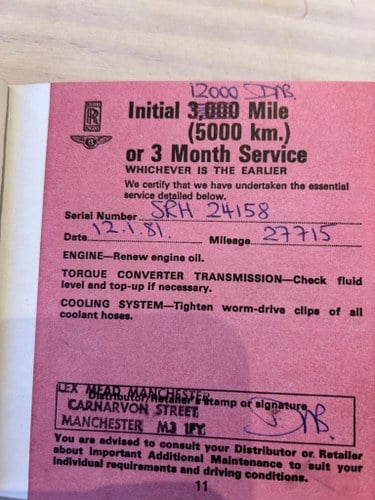 12000 DNB.
Initial 3,000 Mile
(5000 km.)
or 3 Month Service
WHICHEVER IS THE EARLIER
We certify that we have undertaken the essential
service detailed below.
Serial Number SRH 24158
Date 12.1.81. Mileage 27715
ENGINE—Renew engine oil.
TORQUE CONVERTER TRANSMISSION—Check fluid
level and top-up if necessary.
COOLING SYSTEM—Tighten worm-drive clips of all
coolant hoses.
LEX MEAD MANCHESTER
Distributor/Retailer's stamp or signature
CARNARVON STREET
MANCHESTER M3 1FY
DNB.
You are advised to consult your Distributor or Retailer
about Important Additional Maintenance to suit your
individual requirements and driving conditions.
11